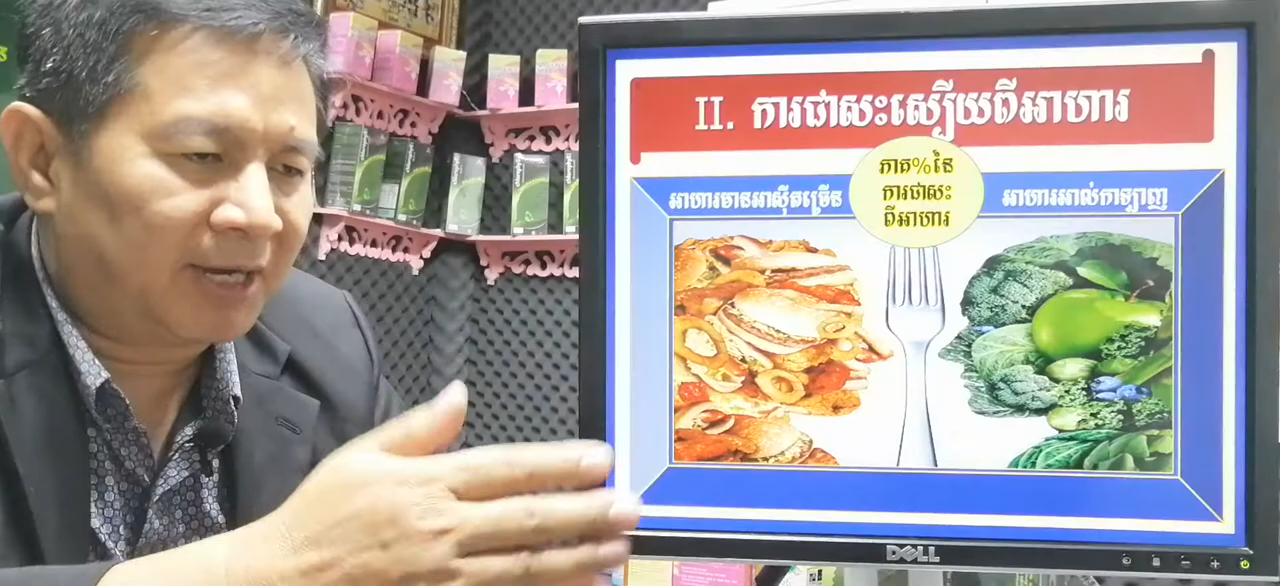 II. ការជាសះស្បើយពីអាហារ
ភាគ%នៃ
ការជាសះ
ពីអាហារ
អាហារមានអាស៊ីតច្រើន
អាហារអាល់កាឡាញ
DELL